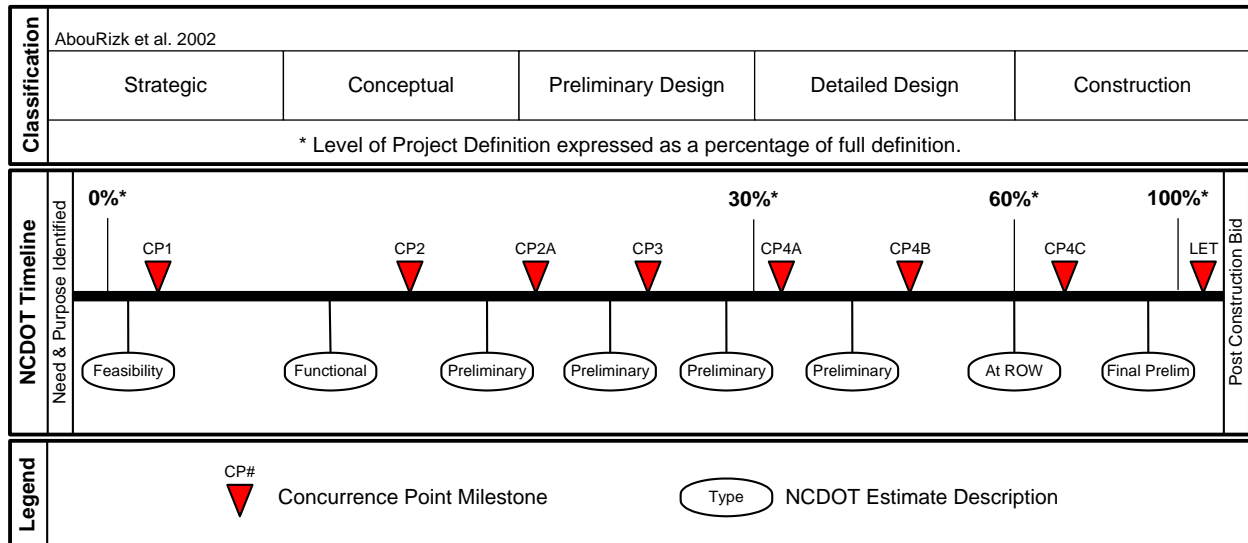 Classification
AbouRizk et al. 2002
Strategic
Conceptual
Preliminary Design
Detailed Design
Construction
* Level of Project Definition expressed as a percentage of full definition.
NCDOT Timeline
Need & Purpose Identified
0%*
30%*
60%*
100%*
CP1
CP2
CP2A
CP3
CP4A
CP4B
CP4C
LET
Feasibility
Functional
Preliminary
Preliminary
Preliminary
Preliminary
At ROW
Final Prelim
Post Construction Bid
Legend
CP#
Concurrence Point Milestone
Type
NCDOT Estimate Description